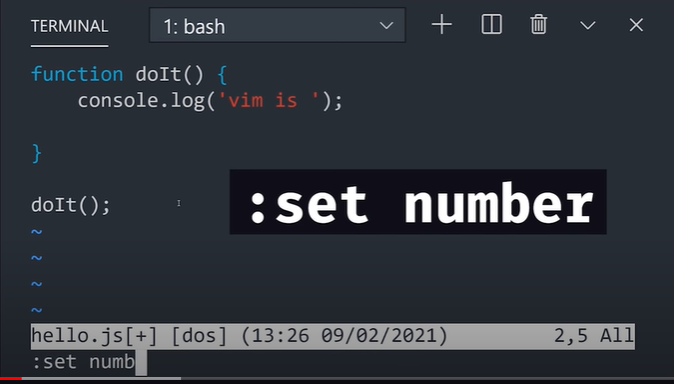 TERMINAL 1: bash
function doIt() {
    console.log('vim is ');
}
doIt();
:set number
~
~
~
~
hello.js[+] [dos] (13:26 09/02/2021) 2,5 All
:set numb